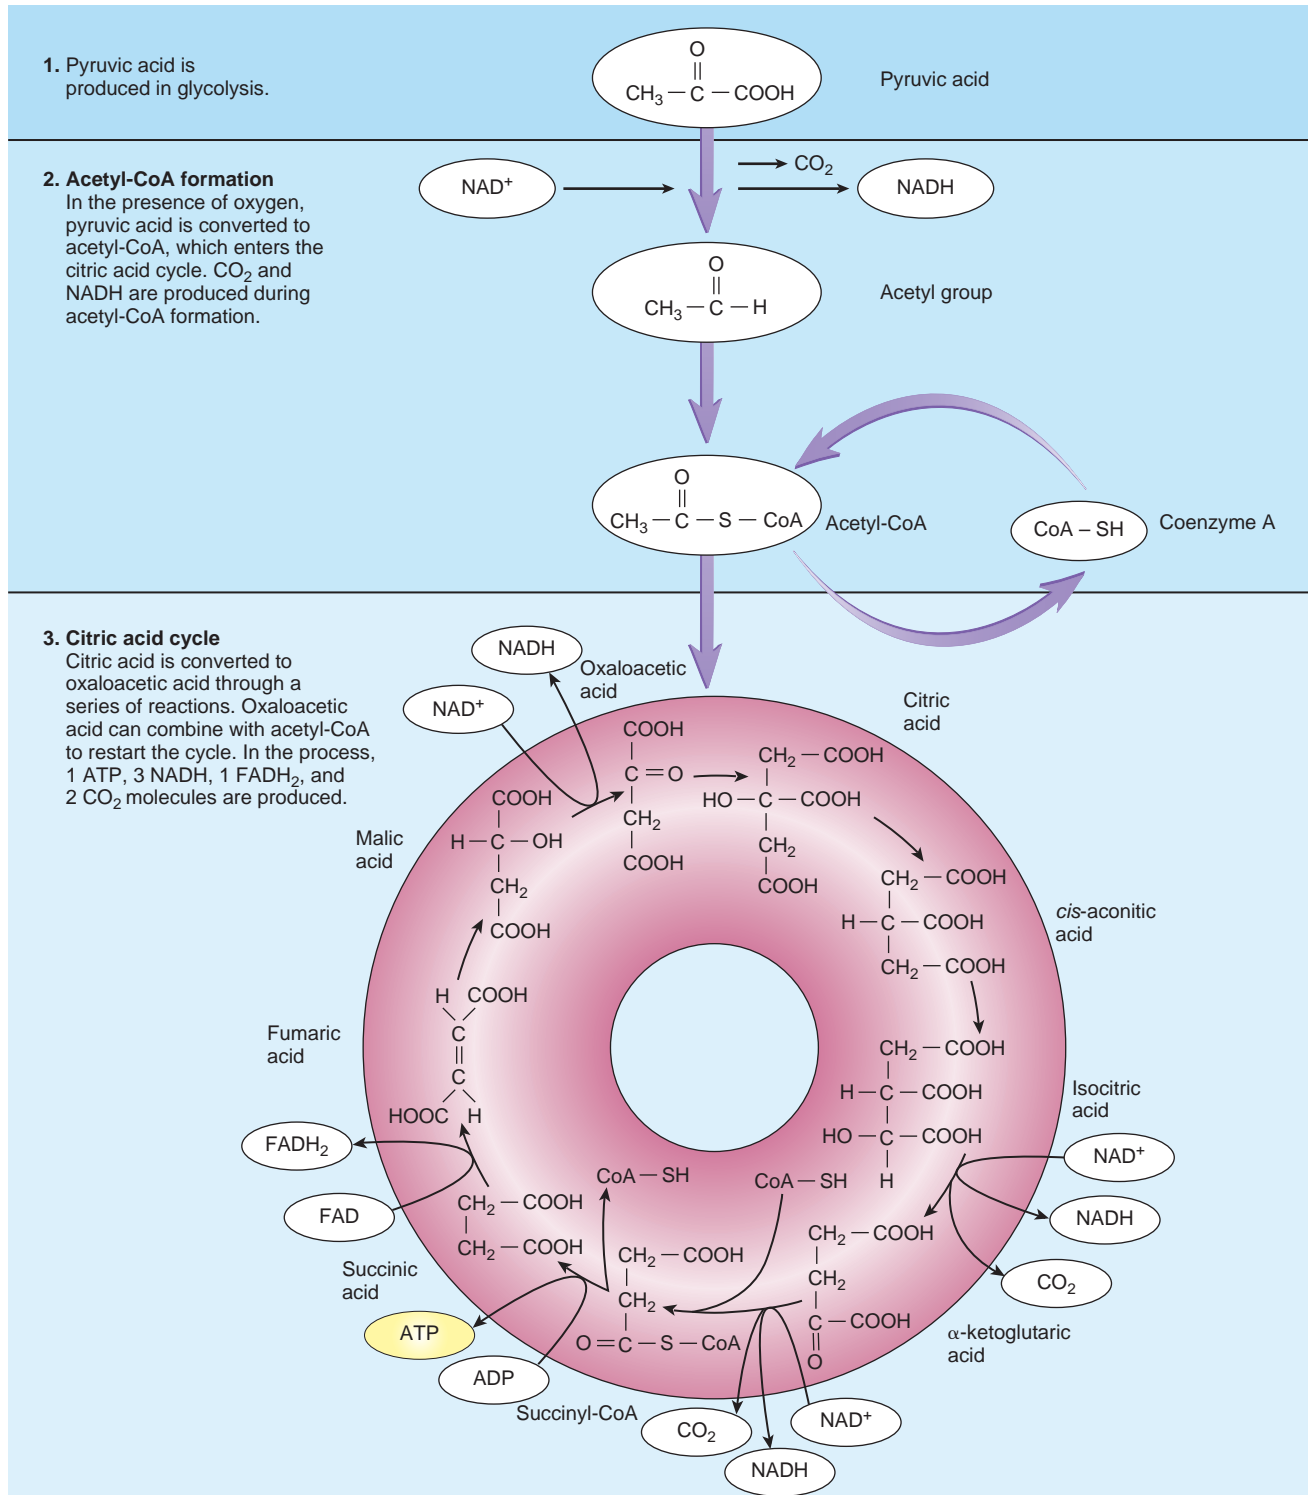 1. Pyruvic acid is
produced in glycolysis.
O
CH₃ — C — COOH
Pyruvic acid
2. Acetyl-CoA formation
In the presence of oxygen,
pyruvic acid is converted to
acetyl-CoA, which enters the
citric acid cycle. CO₂ and
NADH are produced during
acetyl-CoA formation.
NAD⁺
CO₂
NADH
O
CH₃ — C — H
Acetyl group
O
CH₃ — C — S — CoA
Acetyl-CoA
CoA – SH
Coenzyme A
3. Citric acid cycle
Citric acid is converted to
oxaloacetic acid through a
series of reactions. Oxaloacetic
acid can combine with acetyl-CoA
to restart the cycle. In the process,
1 ATP, 3 NADH, 1 FADH₂, and
2 CO₂ molecules are produced.
NADH
NAD⁺
Oxaloacetic
acid
COOH
C = O
CH₂
COOH
Citric
acid
CH₂ — COOH
HO — C — COOH
CH₂
COOH
cis-aconitic
acid
CH₂ — COOH
H — C — COOH
CH₂ — COOH
Isocitric
acid
CH₂ — COOH
H — C — COOH
HO — C — COOH
H
NAD⁺
NADH
CO₂
α-ketoglutaric
acid
CH₂ — COOH
CH₂
C — COOH
O
CoA — SH
NAD⁺
NADH
CO₂
Succinyl-CoA
CH₂ — COOH
CH₂
O = C — S — CoA
CoA — SH
ADP
ATP
Succinic
acid
CH₂ — COOH
CH₂ — COOH
FAD
FADH₂
Fumaric
acid
H COOH
C
C
HOOC H
Malic
acid
COOH
H — C — OH
CH₂
COOH